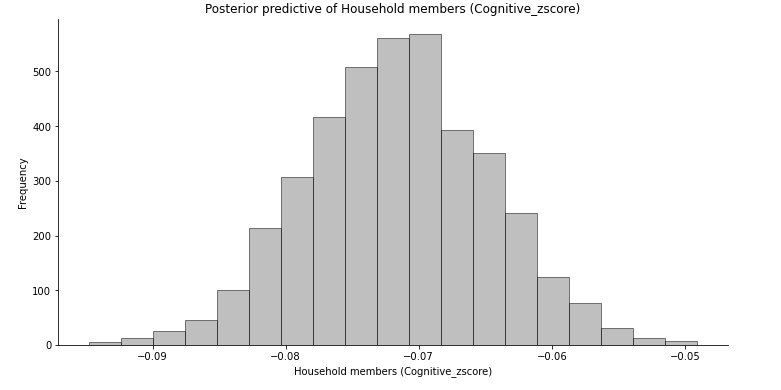 Posterior predictive of Household members (Cognitive_zscore)
Frequency
500
400
300
200
100
0
−0.09 −0.08 −0.07 −0.06 −0.05
Household members (Cognitive_zscore)